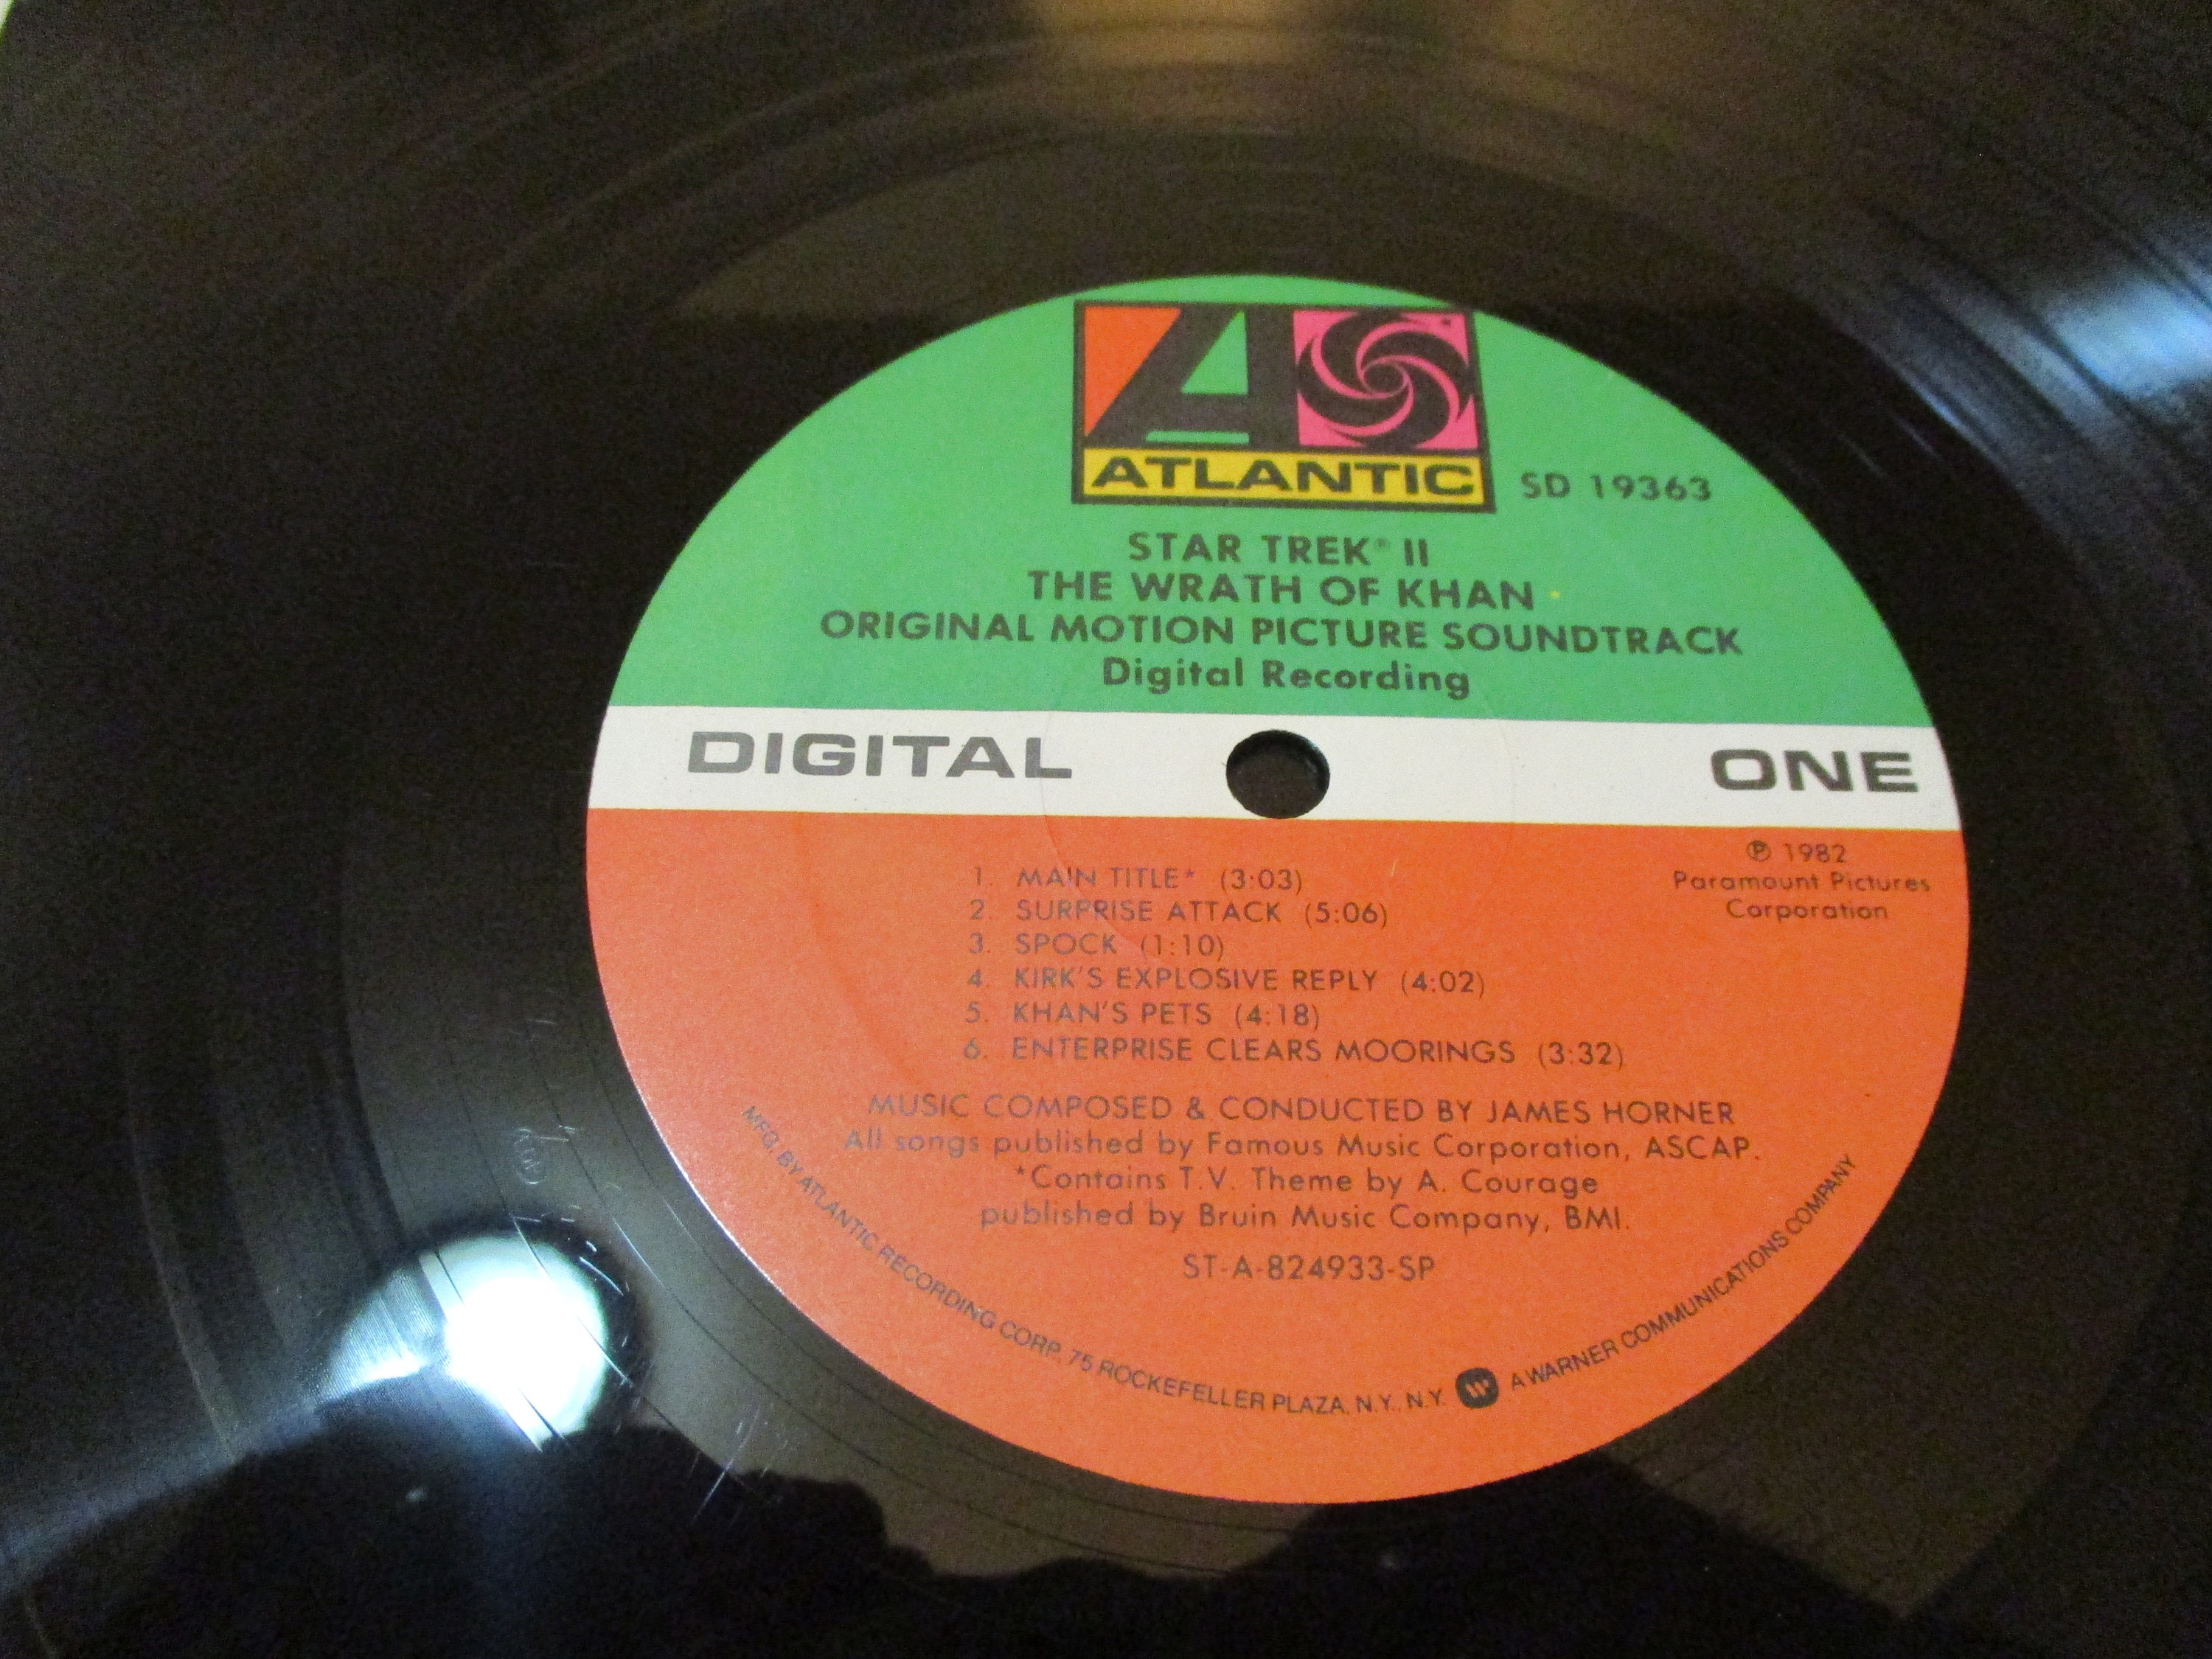 ATLANTIC
SD 19363
STAR TREK® II
THE WRATH OF KHAN
ORIGINAL MOTION PICTURE SOUNDTRACK
Digital Recording
DIGITAL
ONE
℗ 1982
Paramount Pictures
Corporation
1. MAIN TITLE* (3:03)
2. SURPRISE ATTACK (5:06)
3. SPOCK (1:10)
4. KIRK'S EXPLOSIVE REPLY (4:02)
5. KHAN'S PETS (4:18)
6. ENTERPRISE CLEARS MOORINGS (3:32)
MUSIC COMPOSED & CONDUCTED BY JAMES HORNER
All songs published by Famous Music Corporation, ASCAP.
*Contains T.V. Theme by A. Courage
published by Bruin Music Company, BMI.
ST-A-824933-SP
MFG. BY ATLANTIC RECORDING CORP., 75 ROCKEFELLER PLAZA, N.Y., N.Y. A WARNER COMMUNICATIONS COMPANY